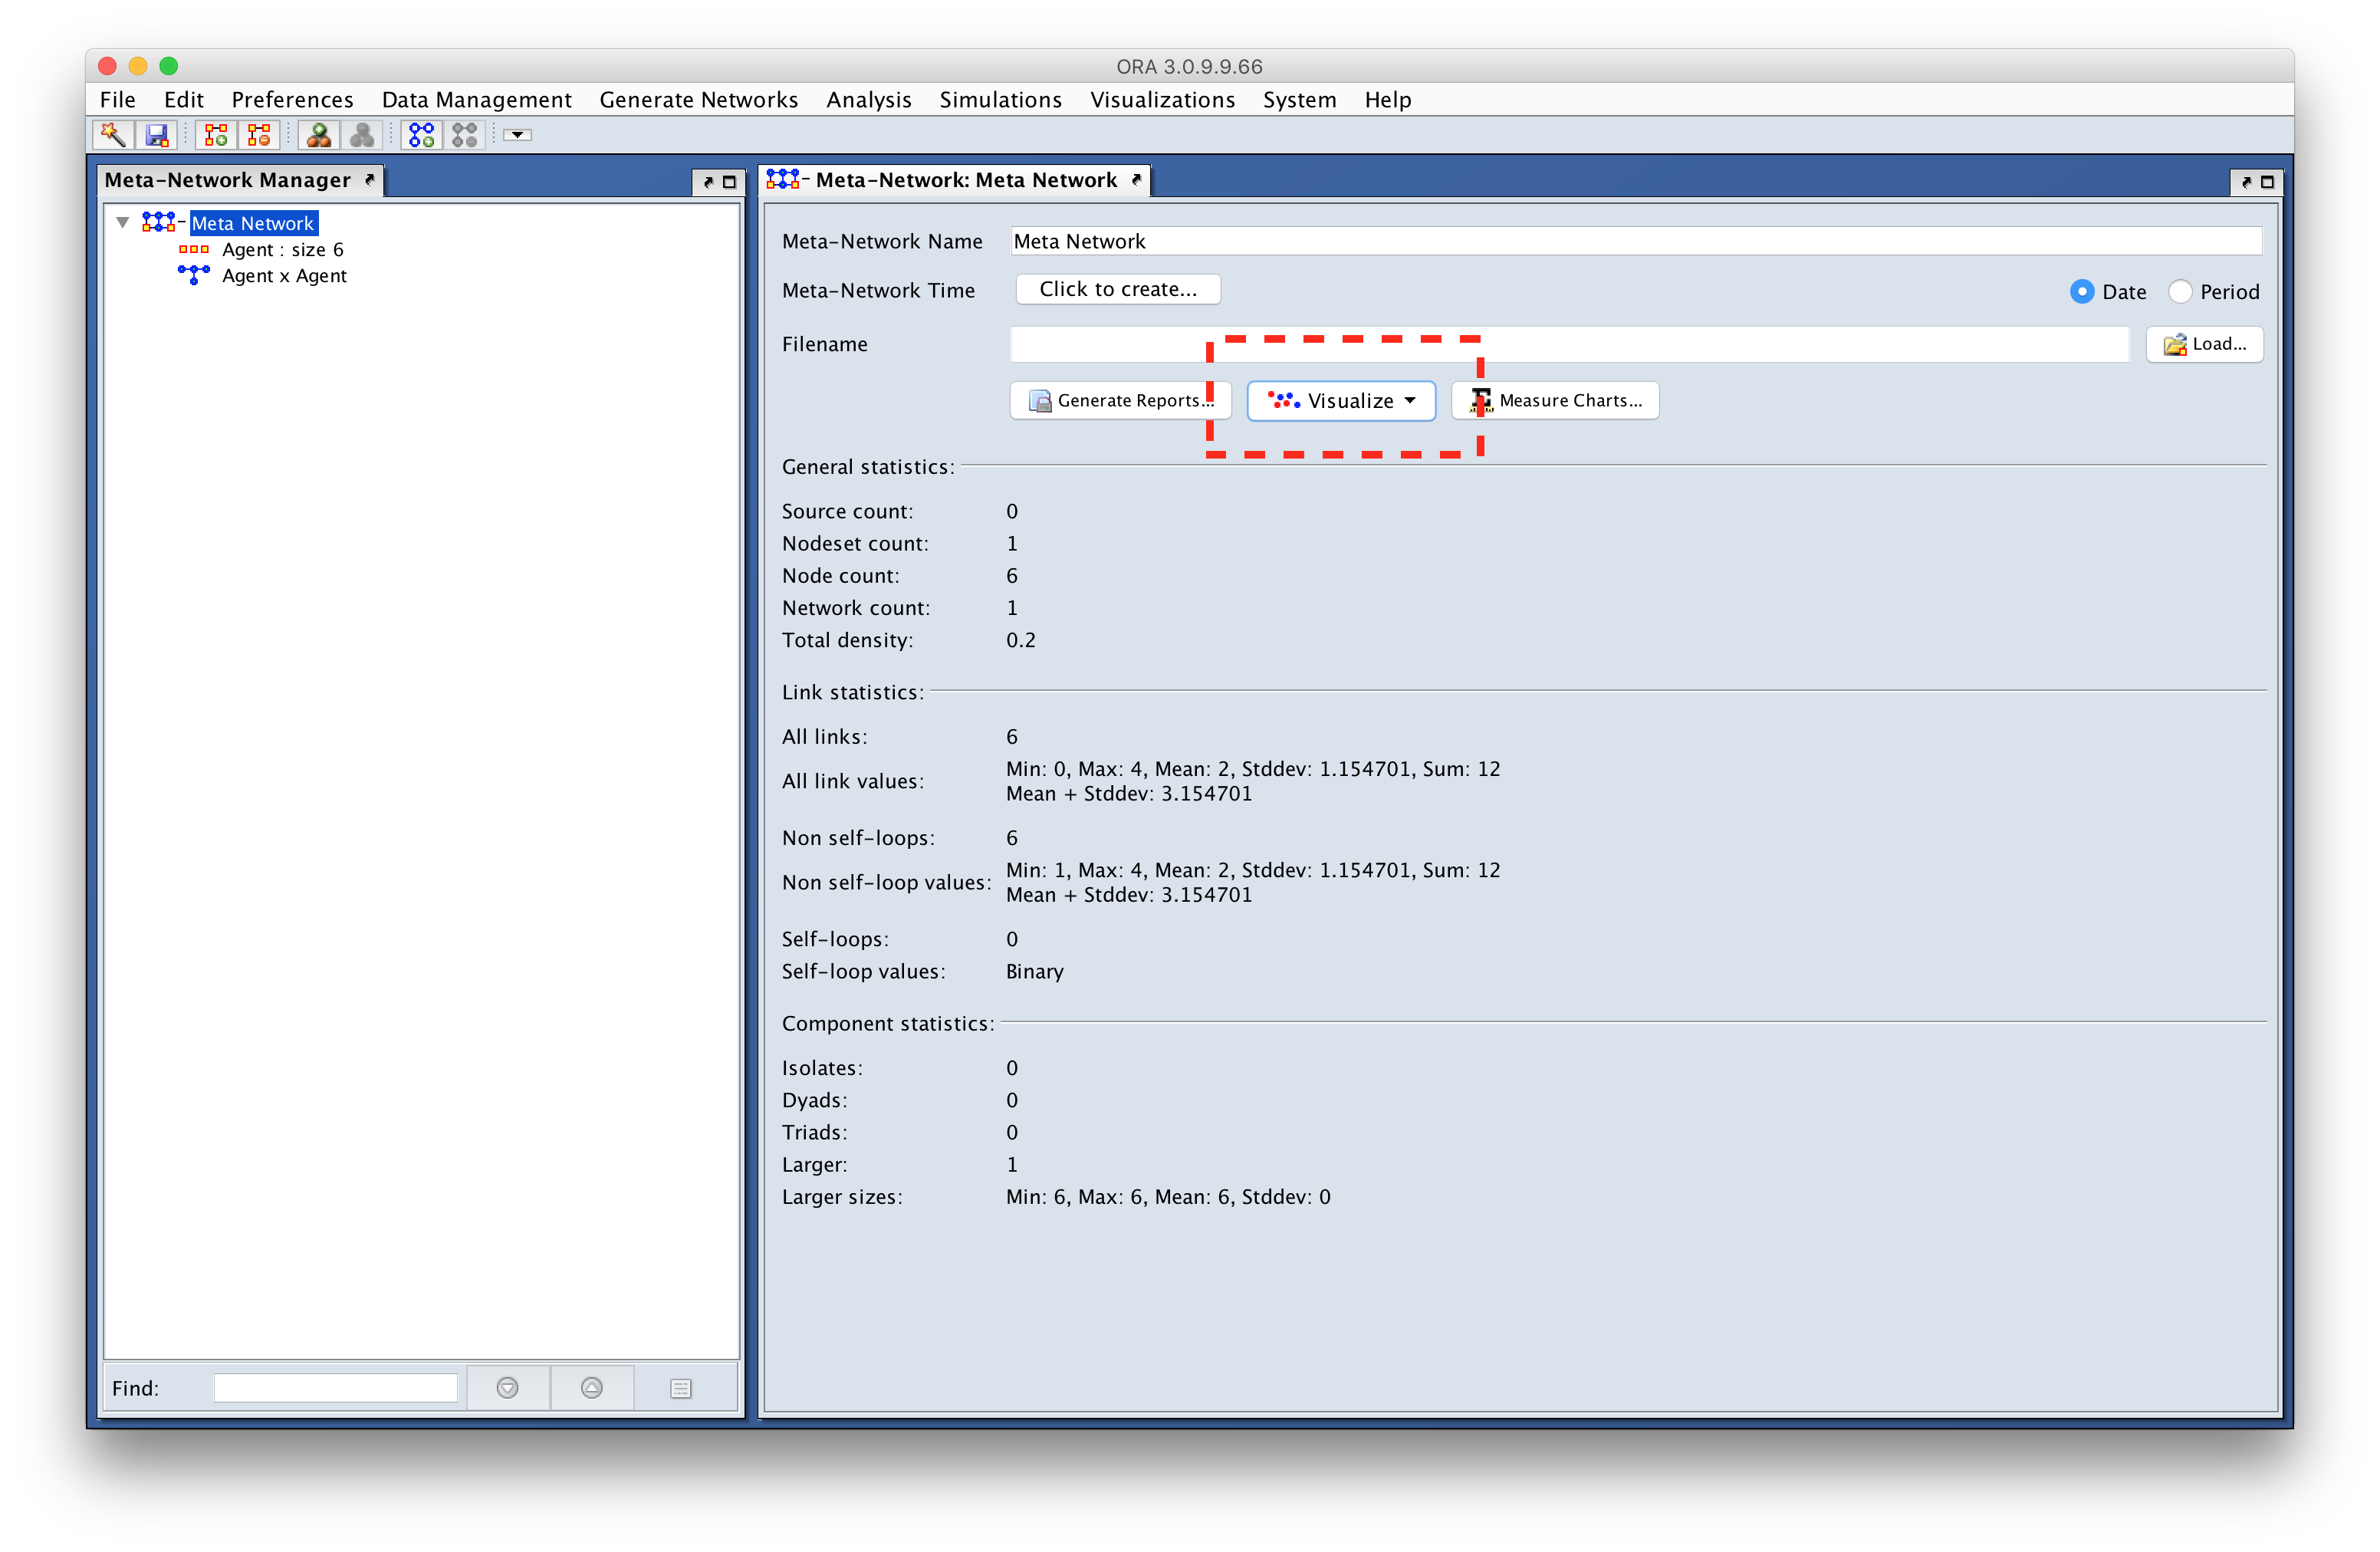 ORA 3.0.9.9.66
File Edit Preferences Data Management Generate Networks Analysis Simulations Visualizations System Help
Meta-Network Manager
Meta Network
Agent : size 6
Agent x Agent
Find:
Meta-Network: Meta Network
Meta-Network Name Meta Network
Meta-Network Time Click to create... Date Period
Filename Load...
Generate Reports... Visualize Measure Charts...
General statistics:
Source count: 0
Nodeset count: 1
Node count: 6
Network count: 1
Total density: 0.2
Link statistics:
All links: 6
All link values: Min: 0, Max: 4, Mean: 2, Stddev: 1.154701, Sum: 12
Mean + Stddev: 3.154701
Non self-loops: 6
Non self-loop values: Min: 1, Max: 4, Mean: 2, Stddev: 1.154701, Sum: 12
Mean + Stddev: 3.154701
Self-loops: 0
Self-loop values: Binary
Component statistics:
Isolates: 0
Dyads: 0
Triads: 0
Larger: 1
Larger sizes: Min: 6, Max: 6, Mean: 6, Stddev: 0